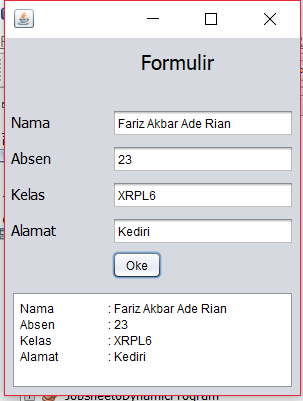 Formulir
Nama Fariz Akbar Ade Rian
Absen 23
Kelas XRPL6
Alamat Kediri
Oke
Nama : Fariz Akbar Ade Rian
Absen : 23
Kelas : XRPL6
Alamat : Kediri